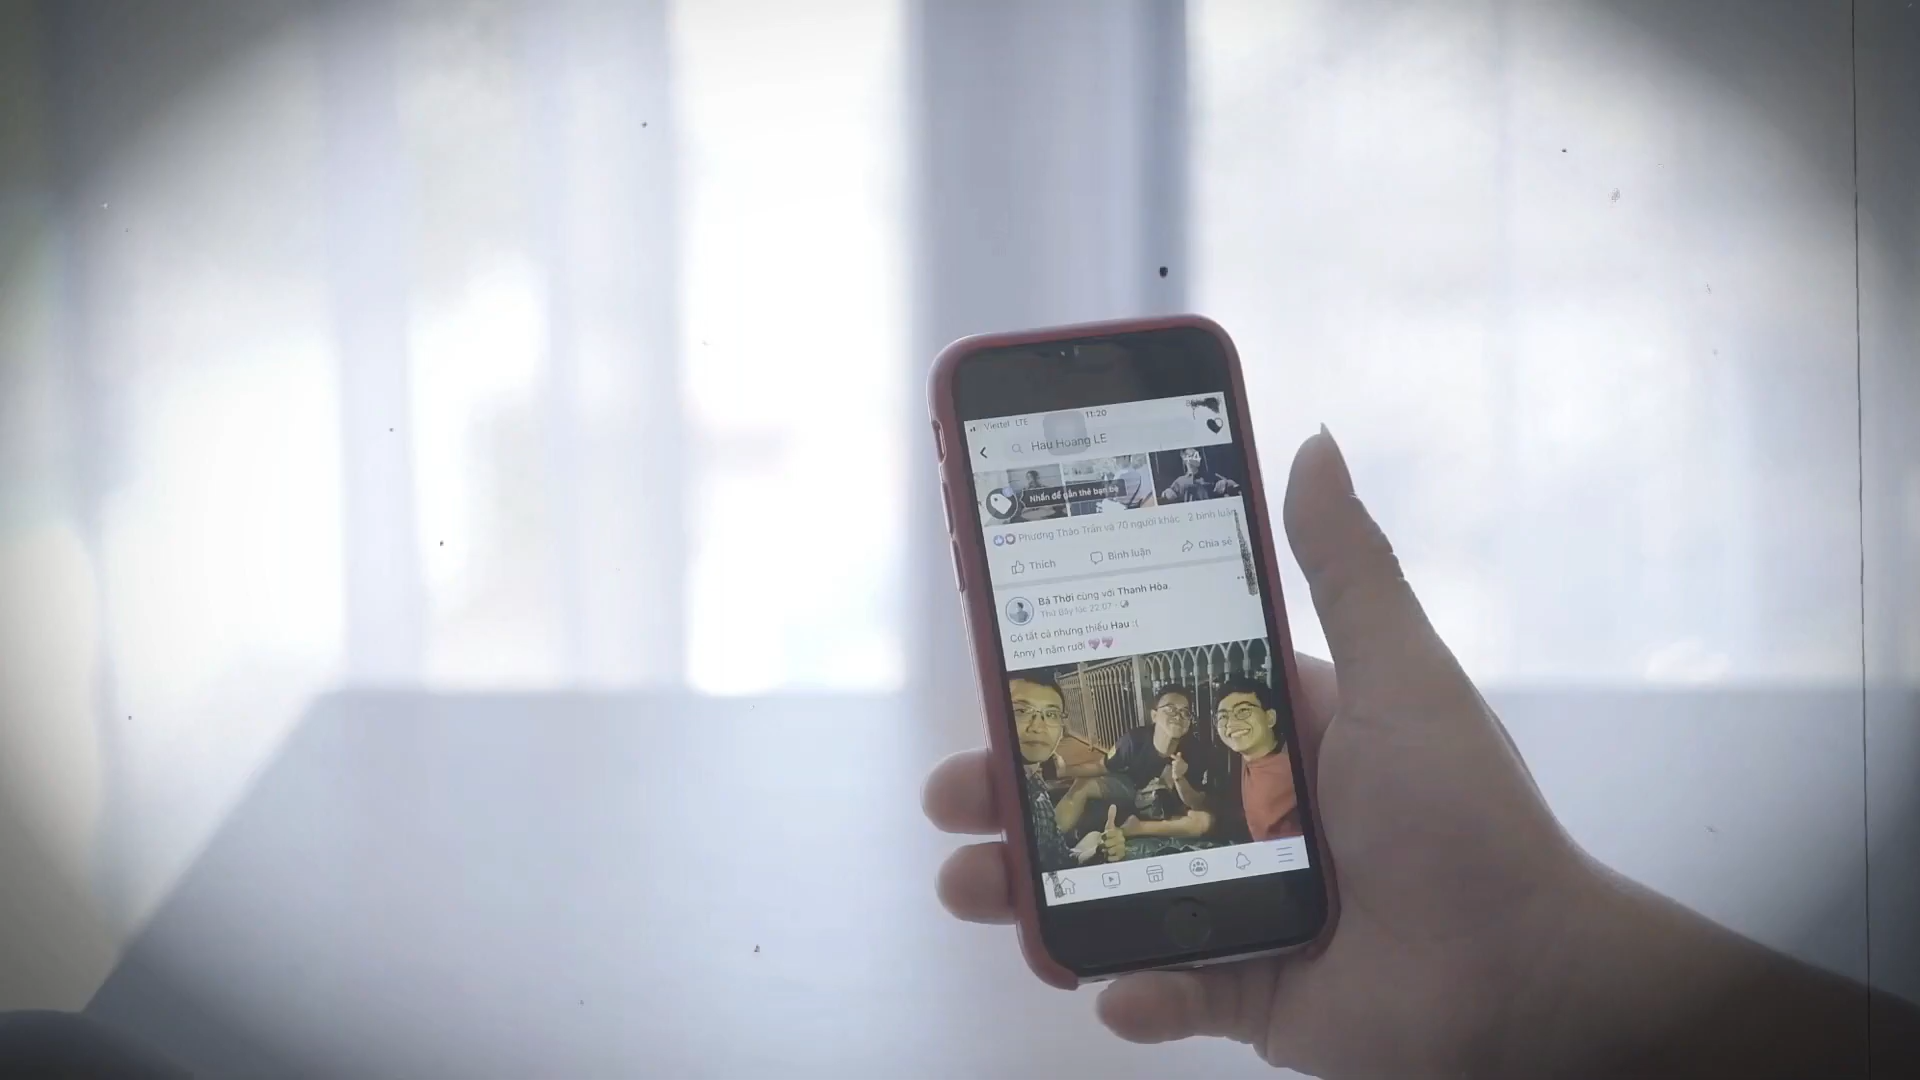 Viettel LTE 11:20
Hau Hoang LE
+4
Nhấn để gắn thẻ bạn bè
Phương Thảo Trần và 70 người khác 2 bình luận
Thích Bình luận Chia sẻ
Bá Thời cùng với Thanh Hòa.
Thứ Bảy lúc 22:07 ·
Có tất cả nhưng thiếu Hau :(
Anny 1 năm rưỡi